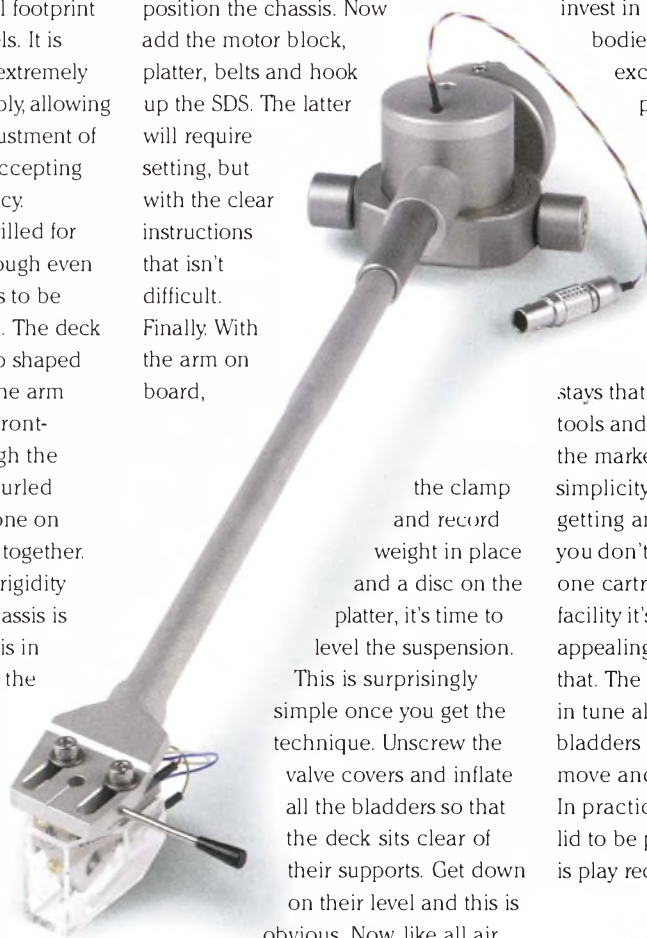 l footprint
ls. It is
extremely
bly, allowing
ustment of
ccepting
cy.
illed for
ough even
s to be
. The deck
o shaped
he arm
ront-
gh the
urled
one on
together.
rigidity
assis is
is in
the
position the chassis. Now
add the motor block,
platter, belts and hook
up the SDS. The latter
will require
setting, but
with the clear
instructions
that isn't
difficult.
Finally. With
the arm on
board,
the clamp
and record
weight in place
and a disc on the
platter, it's time to
level the suspension.
This is surprisingly
simple once you get the
technique. Unscrew the
valve covers and inflate
all the bladders so that
the deck sits clear of
their supports. Get down
on their level and this is
obvious. Now, like all air
invest in
bodie
exc
p
stays that
tools and
the marke
simplicity
getting an
you don't
one cartr
facility it's
appealing
that. The
in tune al
bladders
move and
In practic
lid to be p
is play rec